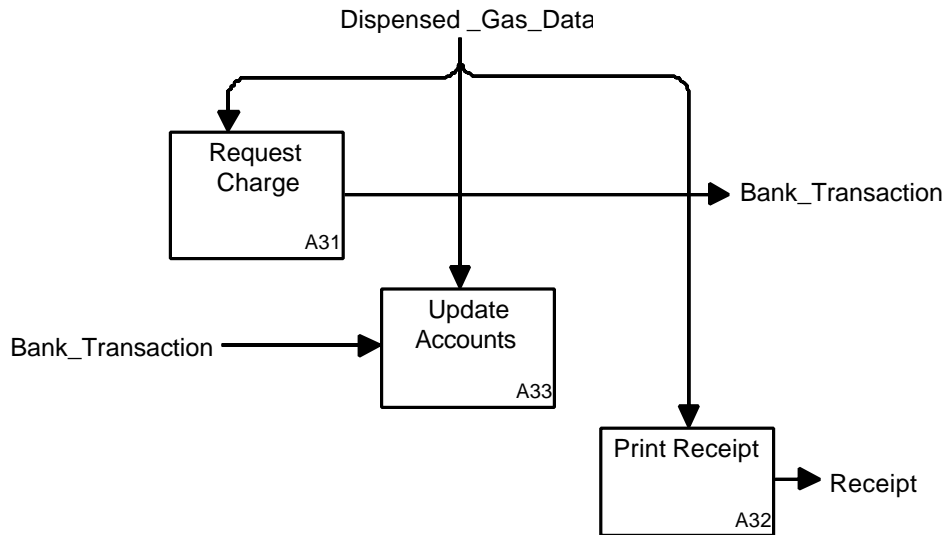 Dispensed _Gas_Data
Request
Charge
A31
Bank_Transaction
Update
Accounts
A33
Bank_Transaction
Print Receipt
A32
Receipt